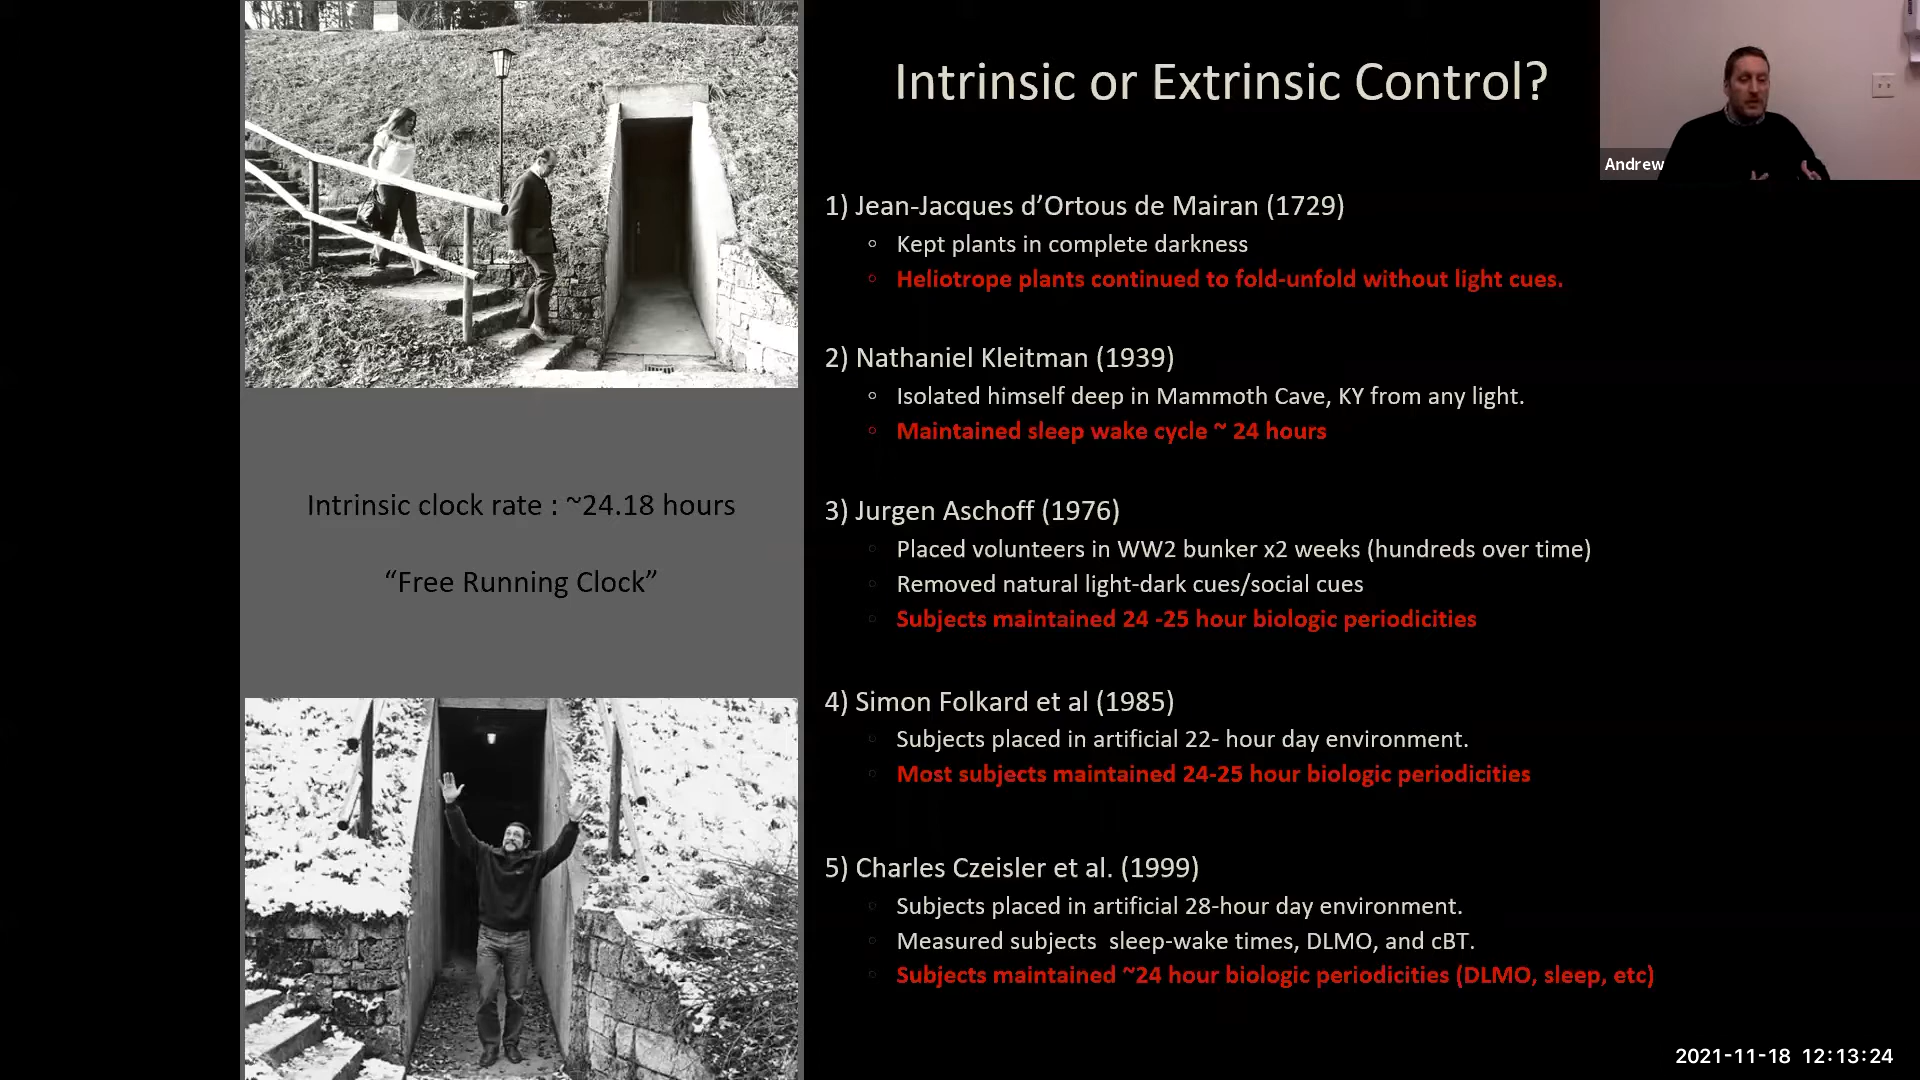 Intrinsic or Extrinsic Control?
Andrew
1) Jean-Jacques d’Ortous de Mairan (1729)
Kept plants in complete darkness
Heliotrope plants continued to fold-unfold without light cues.
2) Nathaniel Kleitman (1939)
Isolated himself deep in Mammoth Cave, KY from any light.
Maintained sleep wake cycle ~ 24 hours
Intrinsic clock rate : ~24.18 hours
“Free Running Clock”
3) Jurgen Aschoff (1976)
Placed volunteers in WW2 bunker x2 weeks (hundreds over time)
Removed natural light-dark cues/social cues
Subjects maintained 24 -25 hour biologic periodicities
4) Simon Folkard et al (1985)
Subjects placed in artificial 22- hour day environment.
Most subjects maintained 24-25 hour biologic periodicities
5) Charles Czeisler et al. (1999)
Subjects placed in artificial 28-hour day environment.
Measured subjects  sleep-wake times, DLMO, and cBT.
Subjects maintained ~24 hour biologic periodicities (DLMO, sleep, etc)
2021-11-18 12:13:24